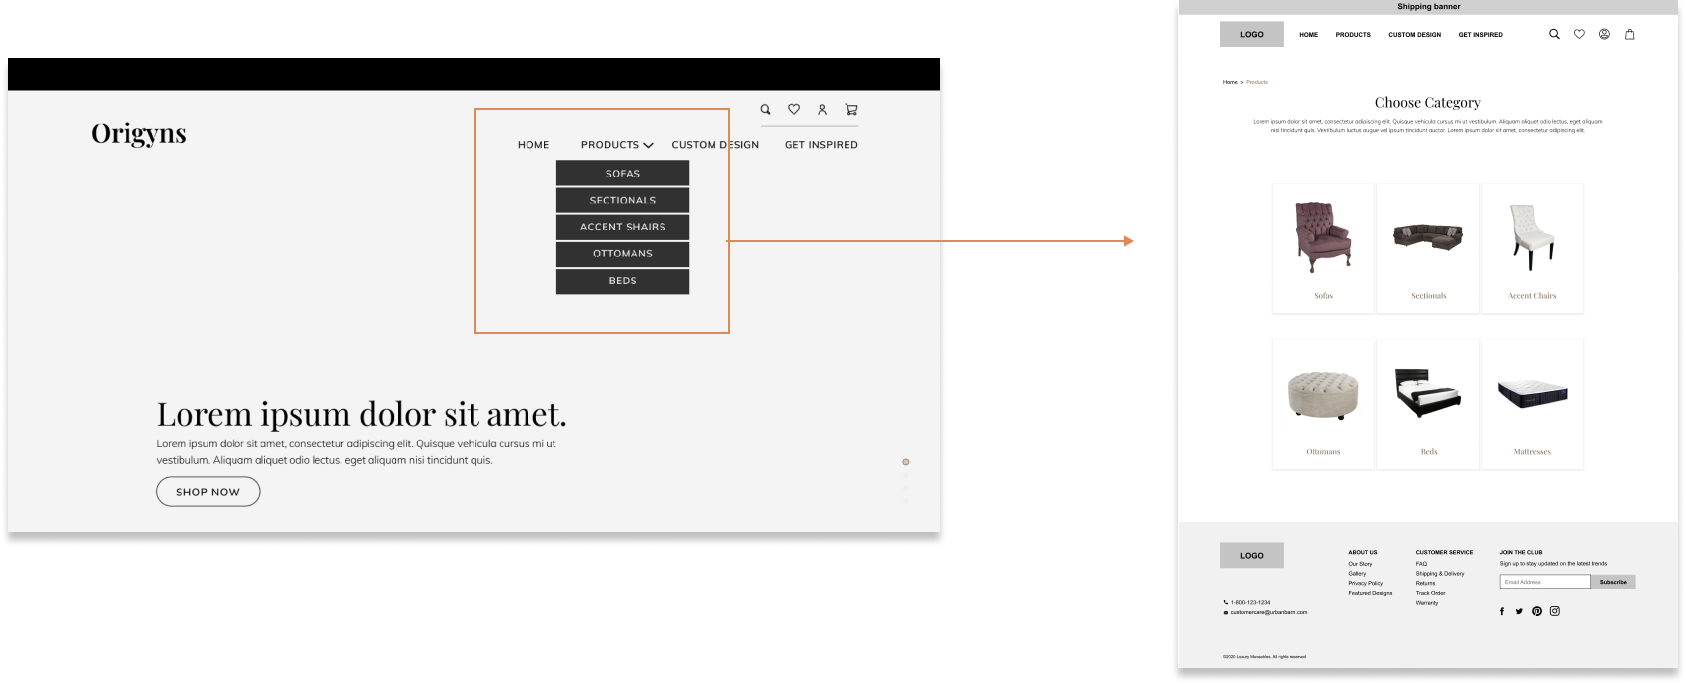 Origyns
HOME PRODUCTS CUSTOM DESIGN GET INSPIRED
SOFAS
SECTIONALS
ACCENT SHAIRS
OTTOMANS
BEDS
Lorem ipsum dolor sit amet.
Lorem ipsum dolor sit amet, consectetur adipiscing elit. Quisque vehicula cursus mi ut
vestibulum. Aliquam aliquet odio lectus, eget aliquam nisi tincidunt quis.
SHOP NOW
Shipping banner
LOGO HOME PRODUCTS CUSTOM DESIGN GET INSPIRED
Home > Products
Choose Category
Lorem ipsum dolor sit amet, consectetur adipiscing elit. Quisque vehicula cursus mi ut vestibulum. Aliquam aliquet odio lectus, eget aliquam
nisi tincidunt quis. Vestibulum luctus augue vel ipsum tincidunt auctor. Lorem ipsum dolor sit amet, consectetur adipiscing elit.
Sofas Sectionals Accent Chairs
Ottomans Beds Mattresses
LOGO
1-800-123-1234
customercare@urbanbarn.com
ABOUT US
Our Story
Gallery
Privacy Policy
Featured Designs
CUSTOMER SERVICE
FAQ
Shipping & Delivery
Returns
Track Order
Warranty
JOIN THE CLUB
Sign up to stay updated on the latest trends
Email Address Subscribe
©2020 Luxury Moveables. All rights reserved